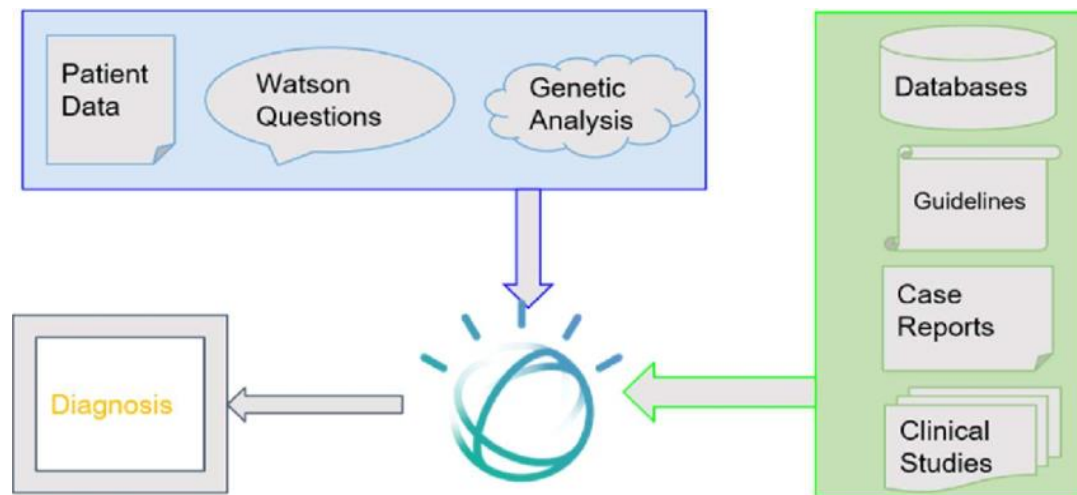 Patient
Data
Watson
Questions
Genetic
Analysis
Databases
Guidelines
Case
Reports
Clinical
Studies
Diagnosis